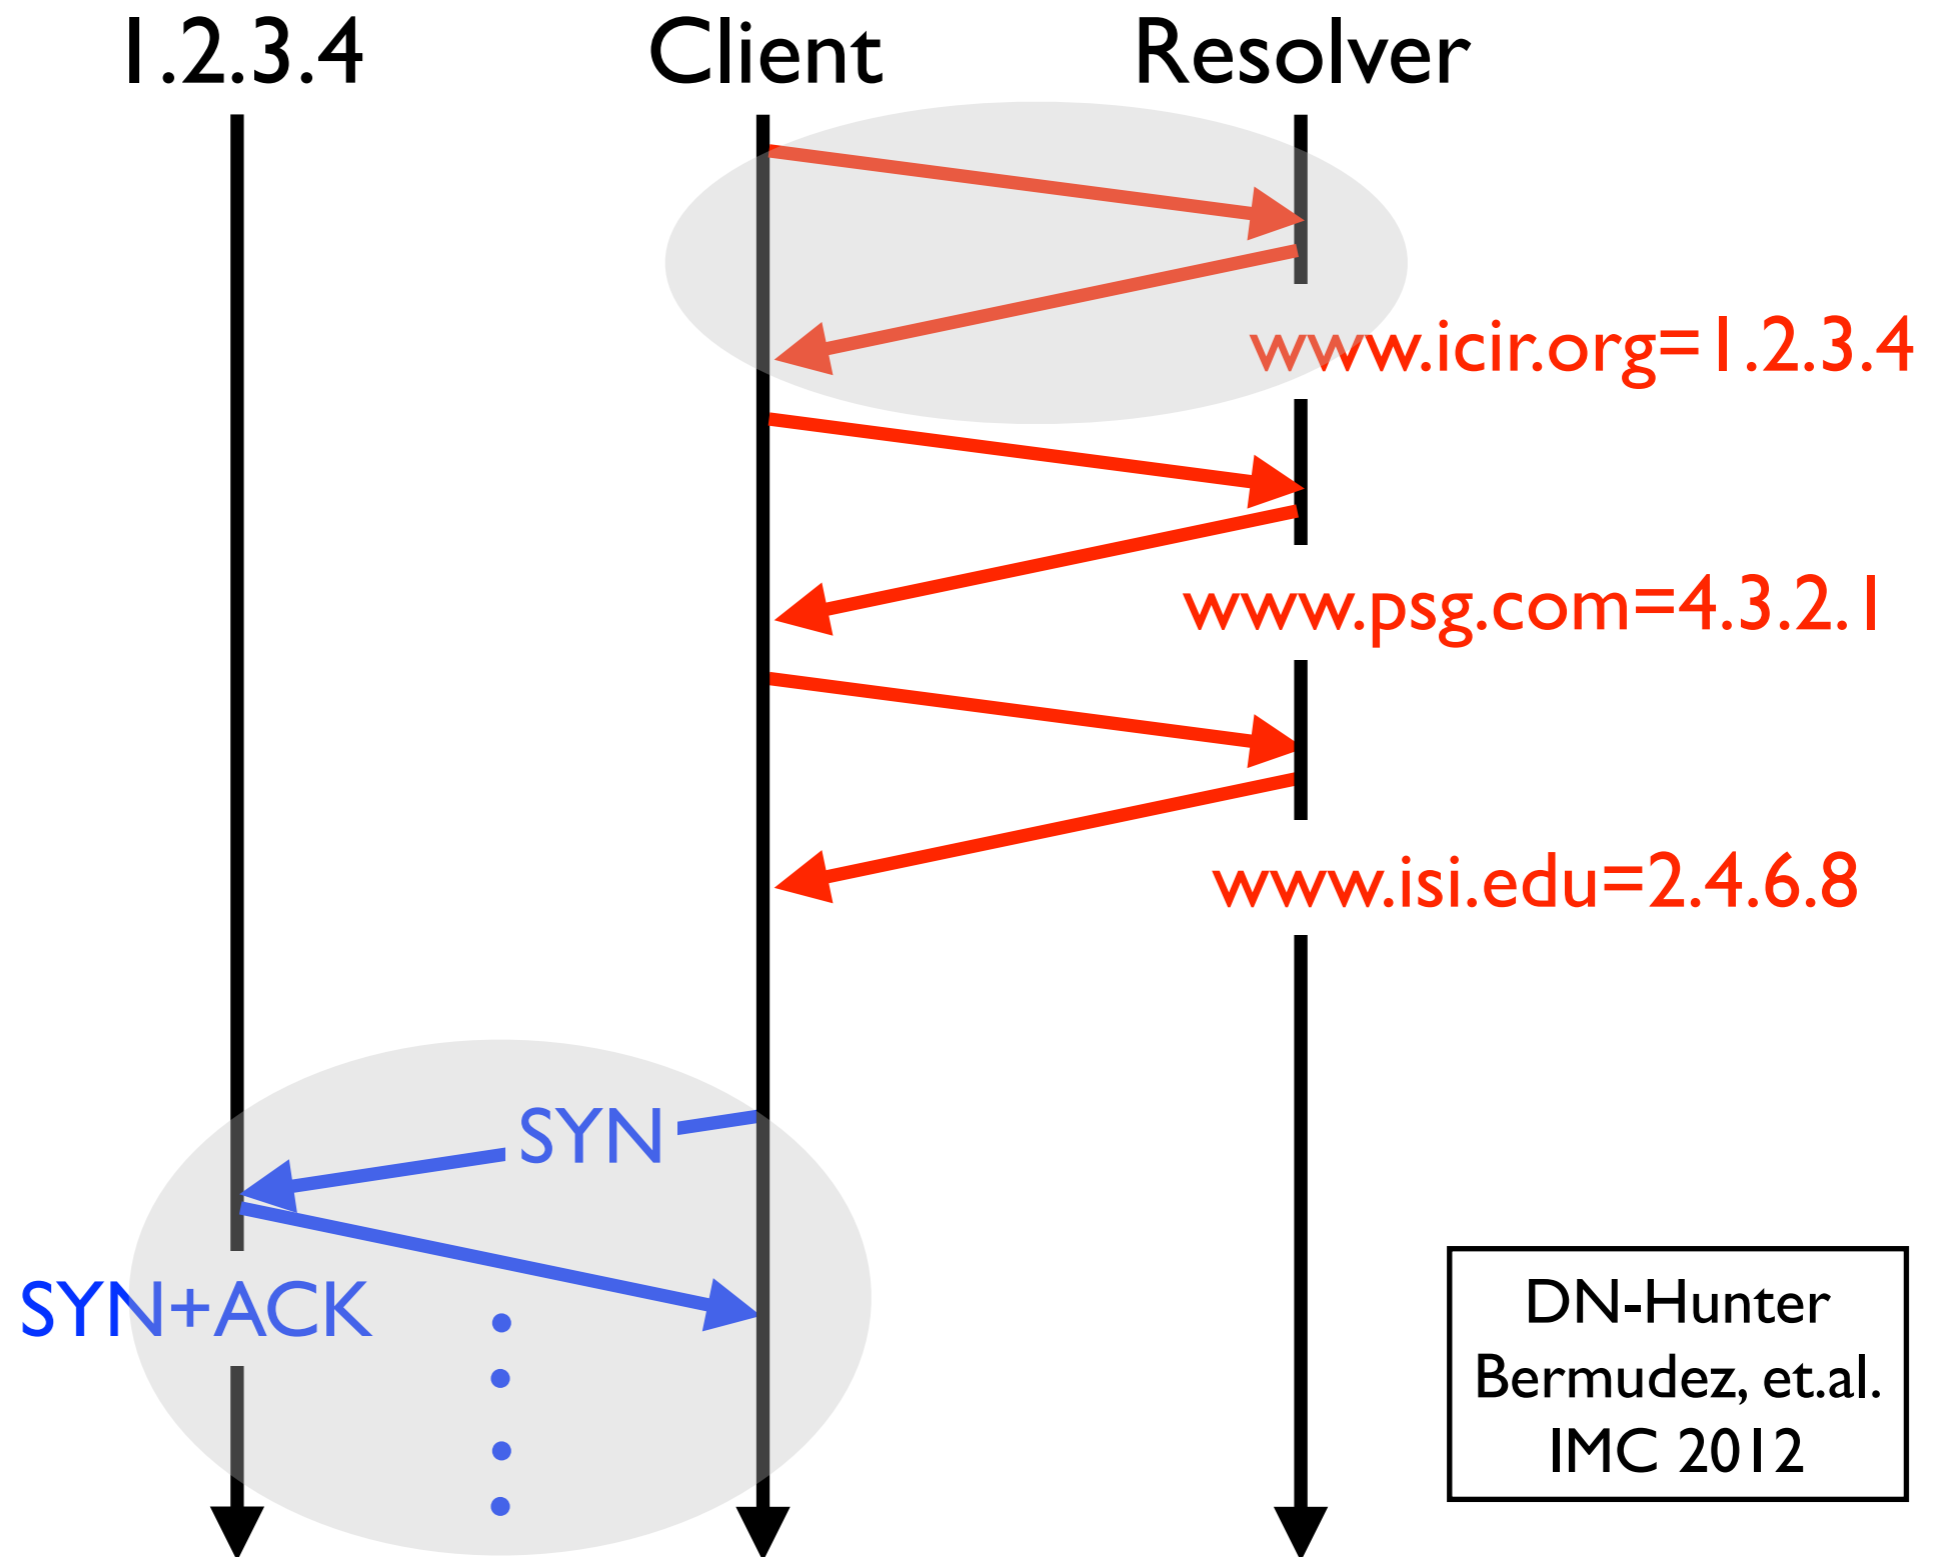 1.2.3.4 Client Resolver
www.icir.org=1.2.3.4
www.psg.com=4.3.2.1
www.isi.edu=2.4.6.8
SYN
SYN+ACK
DN-Hunter
Bermudez, et.al.
IMC 2012